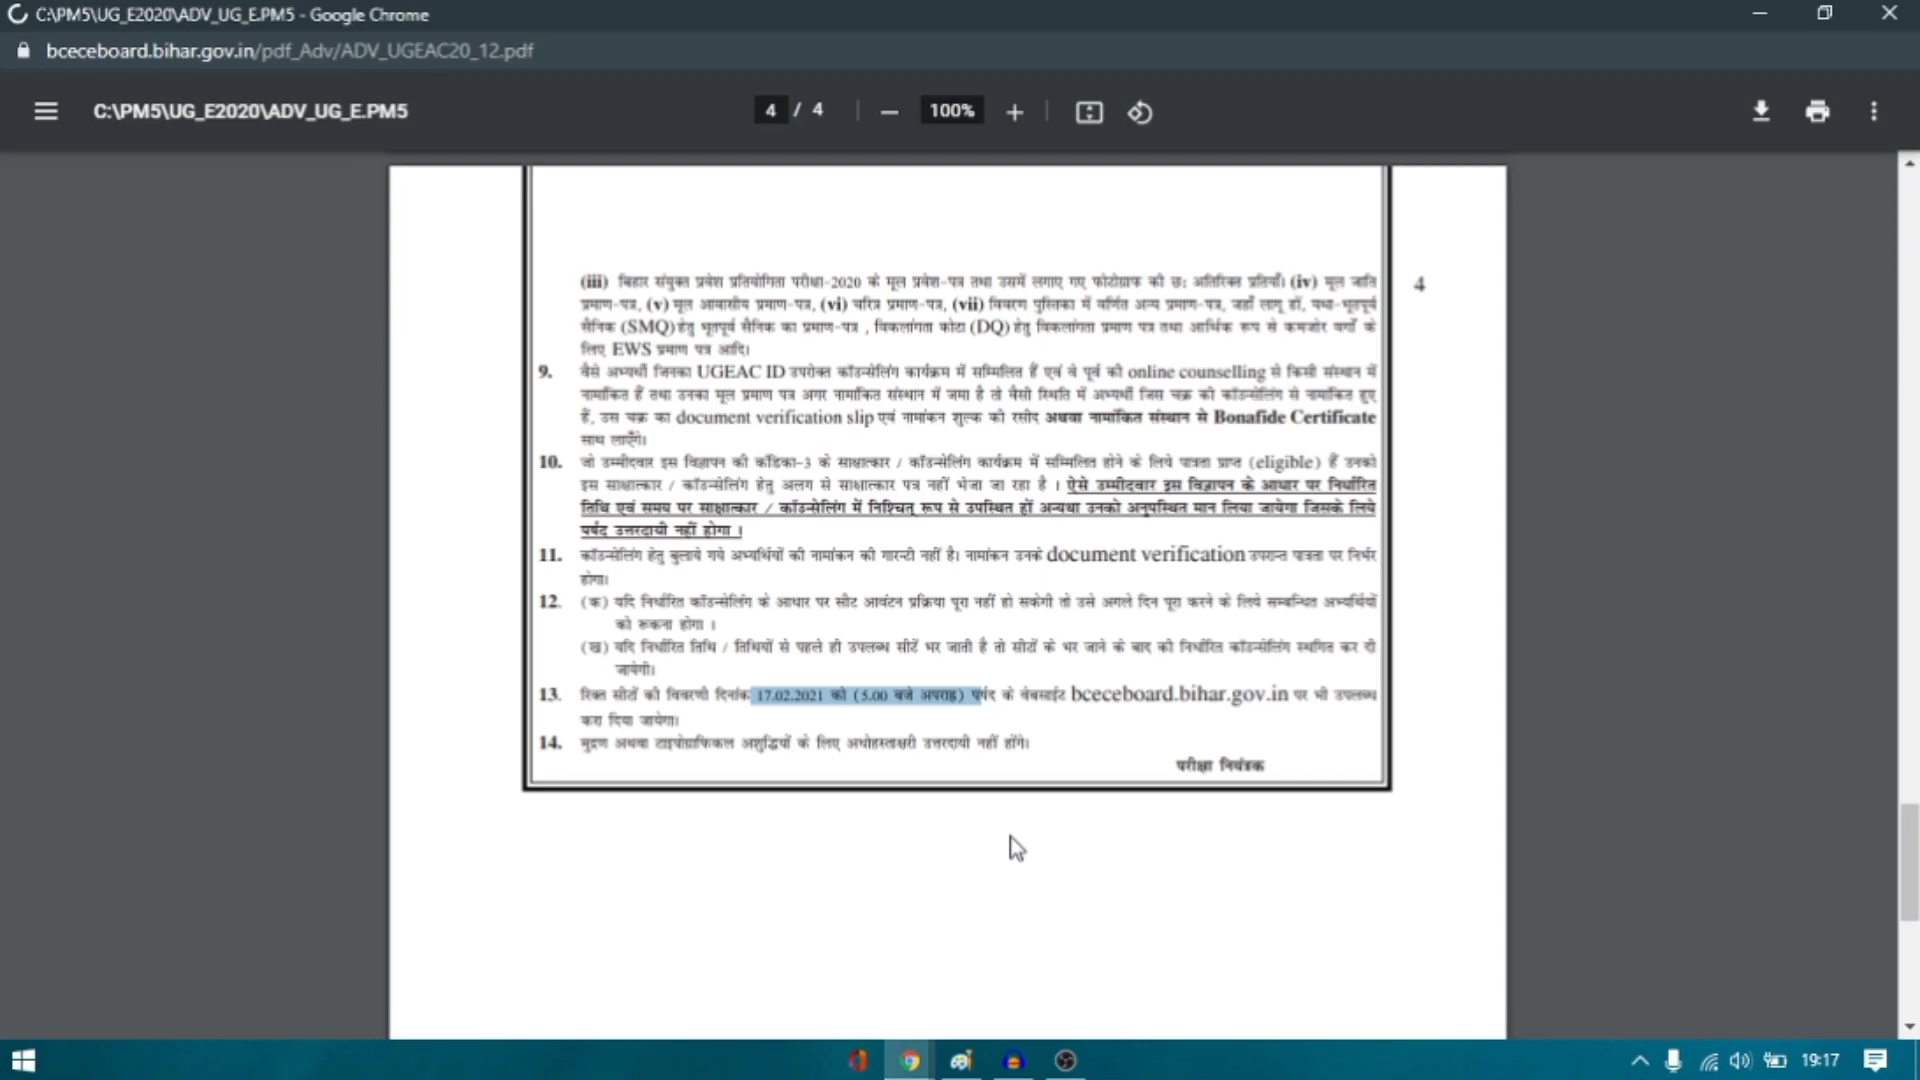 C:\PM5\UG_E2020\ADV_UG_E.PM5 - Google Chrome
bceceboard.bihar.gov.in/pdf_Adv/ADV_UGEAC20_12.pdf
C:\PM5\UG_E2020\ADV_UG_E.PM5 4 / 4 100%
(iii) बिहार संयुक्त प्रवेश प्रतियोगिता परीक्षा-2020 के मूल प्रवेश-पत्र तथा उसमें लगाए गए फोटोग्राफ की छः अतिरिक्त प्रतियाँ। (iv) मूल जाति 4
प्रमाण-पत्र, (v) मूल आवासीय प्रमाण-पत्र, (vi) चरित्र प्रमाण-पत्र, (vii) विवरण पुस्तिका में वर्णित अन्य प्रमाण-पत्र, जहाँ लागू हों, यथा-भूतपूर्व
सैनिक (SMQ) हेतु भूतपूर्व सैनिक का प्रमाण-पत्र , विकलांगता कोटा (DQ) हेतु विकलांगता प्रमाण पत्र तथा आर्थिक रूप से कमजोर वर्गों के
लिए EWS प्रमाण पत्र आदि।
9. वैसे अभ्यर्थी जिनका UGEAC ID उपरोक्त कॉउन्सेलिंग कार्यक्रम में सम्मिलित हैं एवं वे पूर्व की online counselling से किसी संस्थान में
नामांकित हैं तथा उनका मूल प्रमाण पत्र अगर नामांकित संस्थान में जमा है तो वैसी स्थिति में अभ्यर्थी जिस चक्र की कॉउन्सेलिंग से नामांकित हुए
हैं, उस चक्र का document verification slip एवं नामांकन शुल्क की रसीद अथवा नामांकित संस्थान से Bonafide Certificate
साथ लाएँगे।
10. जो उम्मीदवार इस विज्ञापन की कंडिका-3 के साक्षात्कार / कॉउन्सेलिंग कार्यक्रम में सम्मिलित होने के लिये पात्रता प्राप्त (eligible) हैं उनको
इस साक्षात्कार / कॉउन्सेलिंग हेतु अलग से साक्षात्कार पत्र नहीं भेजा जा रहा है । ऐसे उम्मीदवार इस विज्ञापन के आधार पर निर्धारित
तिथि एवं समय पर साक्षात्कार / कॉउन्सेलिंग में निश्चित् रूप से उपस्थित हों अन्यथा उनको अनुपस्थित मान लिया जायेगा जिसके लिये
पर्षद उत्तरदायी नहीं होगा ।
11. कॉउन्सेलिंग हेतु बुलाये गये अभ्यर्थियों की नामांकन की गारन्टी नहीं है। नामांकन उनके document verification उपरान्त पात्रता पर निर्भर
होगा।
12. (क) यदि निर्धारित कॉउन्सेलिंग के आधार पर सीट आवंटन प्रक्रिया पूरा नहीं हो सकेगी तो उसे अगले दिन पूरा करने के लिये सम्बन्धित अभ्यर्थियों
को रूकना होगा ।
(ख) यदि निर्धारित तिथि / तिथियों से पहले ही उपलब्ध सीटें भर जाती है तो सीटों के भर जाने के बाद की निर्धारित कॉउन्सेलिंग स्थगित कर दी
जायेगी।
13. रिक्त सीटों की विवरणी दिनांक 17.02.2021 को (5.00 बजे अपराह्न) पर्षद के वेबसाईट bceceboard.bihar.gov.in पर भी उपलब्ध
करा दिया जायेगा।
14. मुद्रण अथवा टाइपोग्राफिकल अशुद्धियों के लिए अधोहस्ताक्षरी उत्तरदायी नहीं होंगे।
परीक्षा नियंत्रक
19:17